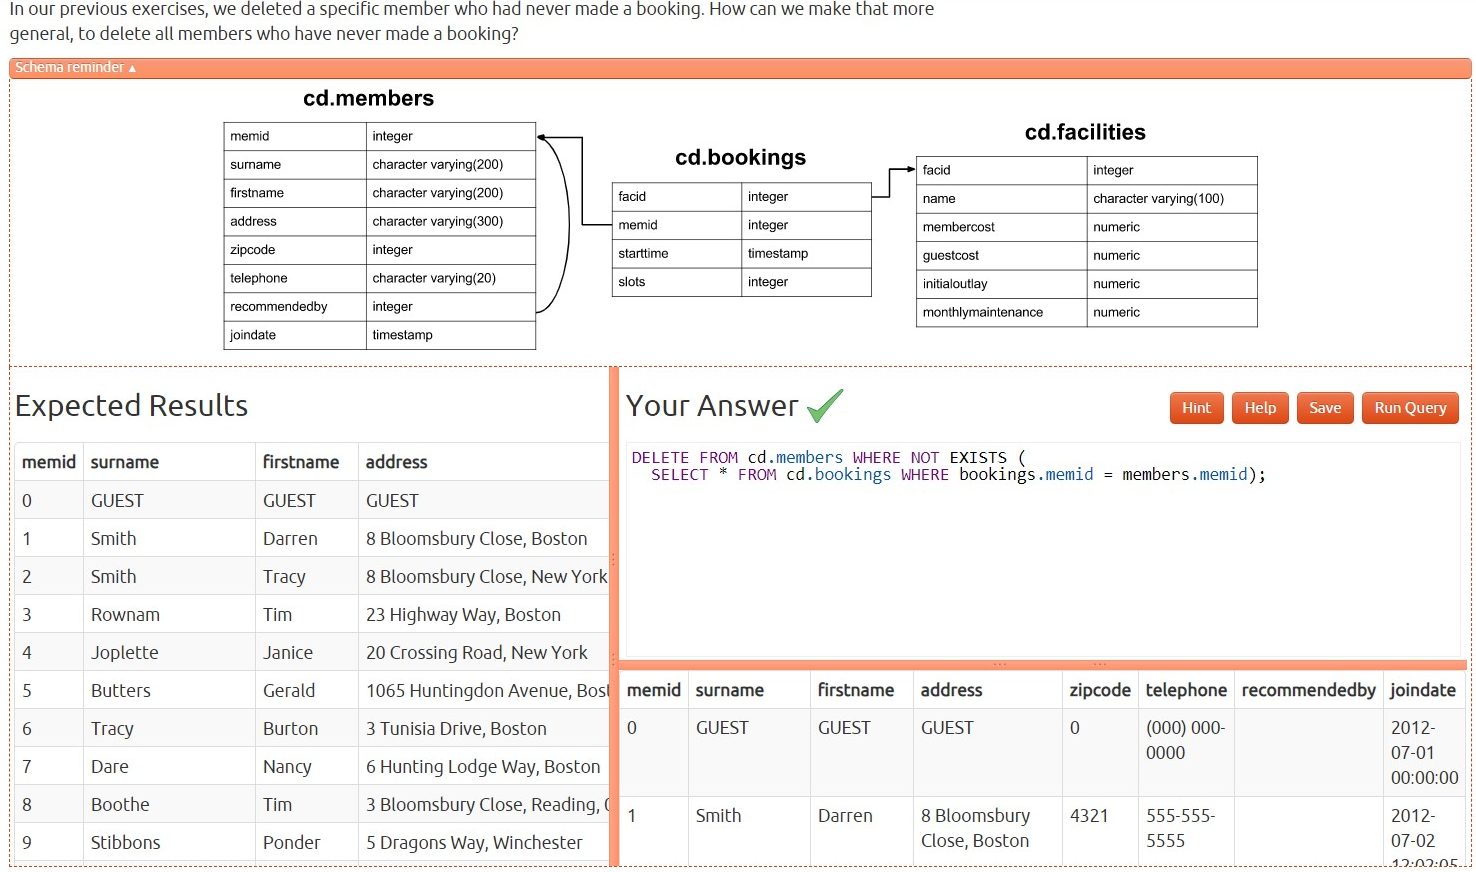 In our previous exercises, we deleted a specific member who had never made a booking. How can we make that more
general, to delete all members who have never made a booking?
Schema reminder ▲
cd.members
memid integer
surname character varying(200)
firstname character varying(200)
address character varying(300)
zipcode integer
telephone character varying(20)
recommendedby integer
joindate timestamp
cd.bookings
facid integer
memid integer
starttime timestamp
slots integer
cd.facilities
facid integer
name character varying(100)
membercost numeric
guestcost numeric
initialoutlay numeric
monthlymaintenance numeric
Expected Results
memid surname firstname address
0 GUEST GUEST GUEST
1 Smith Darren 8 Bloomsbury Close, Boston
2 Smith Tracy 8 Bloomsbury Close, New York
3 Rownam Tim 23 Highway Way, Boston
4 Joplette Janice 20 Crossing Road, New York
5 Butters Gerald 1065 Huntingdon Avenue, Bost
6 Tracy Burton 3 Tunisia Drive, Boston
7 Dare Nancy 6 Hunting Lodge Way, Boston
8 Boothe Tim 3 Bloomsbury Close, Reading,
9 Stibbons Ponder 5 Dragons Way, Winchester
Your Answer
Hint Help Save Run Query
DELETE FROM cd.members WHERE NOT EXISTS (
SELECT * FROM cd.bookings WHERE bookings.memid = members.memid);
memid surname firstname address zipcode telephone recommendedby joindate
0 GUEST GUEST GUEST 0 (000) 000- 2012-
0000 07-01
00:00:00
1 Smith Darren 8 Bloomsbury 4321 555-555- 2012-
Close, Boston 5555 07-02
12:02:05